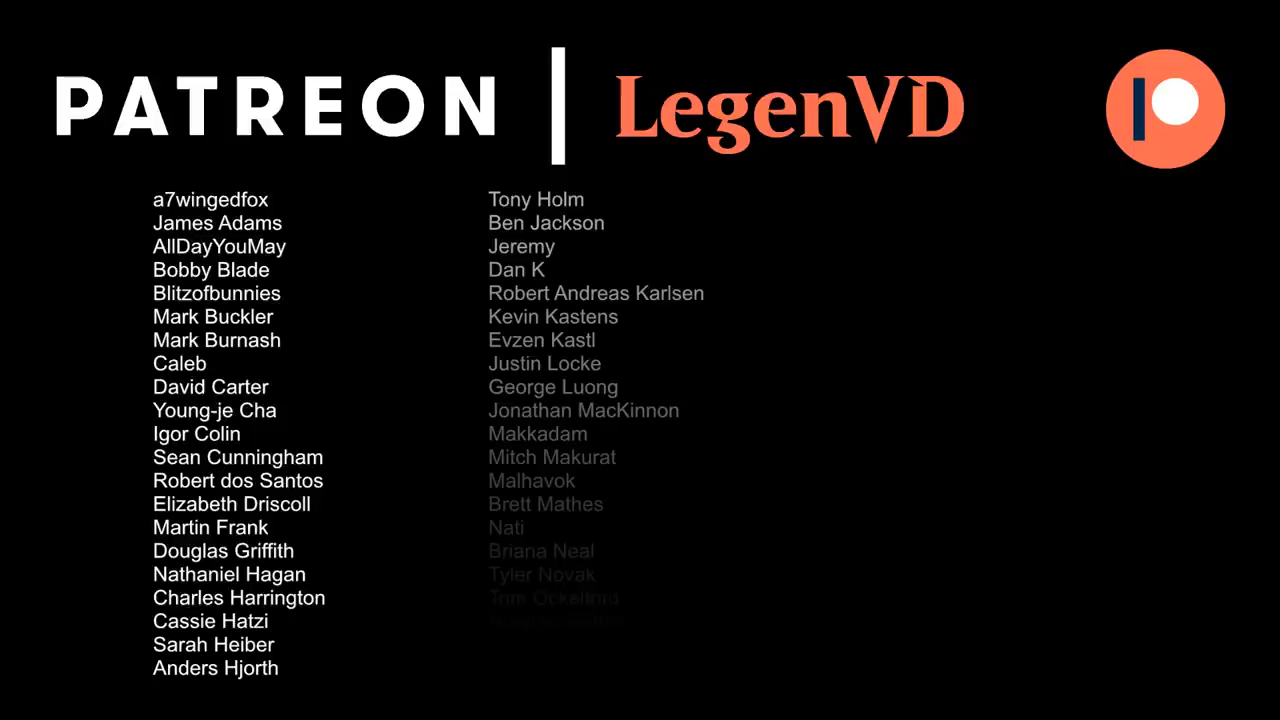 PATREON | LegenVD
a7wingedfox
James Adams
AllDayYouMay
Bobby Blade
Blitzofbunnies
Mark Buckler
Mark Burnash
Caleb
David Carter
Young-je Cha
Igor Colin
Sean Cunningham
Robert dos Santos
Elizabeth Driscoll
Martin Frank
Douglas Griffith
Nathaniel Hagan
Charles Harrington
Cassie Hatzi
Sarah Heiber
Anders Hjorth
Tony Holm
Ben Jackson
Jeremy
Dan K
Robert Andreas Karlsen
Kevin Kastens
Evzen Kastl
Justin Locke
George Luong
Jonathan MacKinnon
Makkadam
Mitch Makurat
Malhavok
Brett Mathes
Nati
Briana Neal
Tyler Novak
Tom